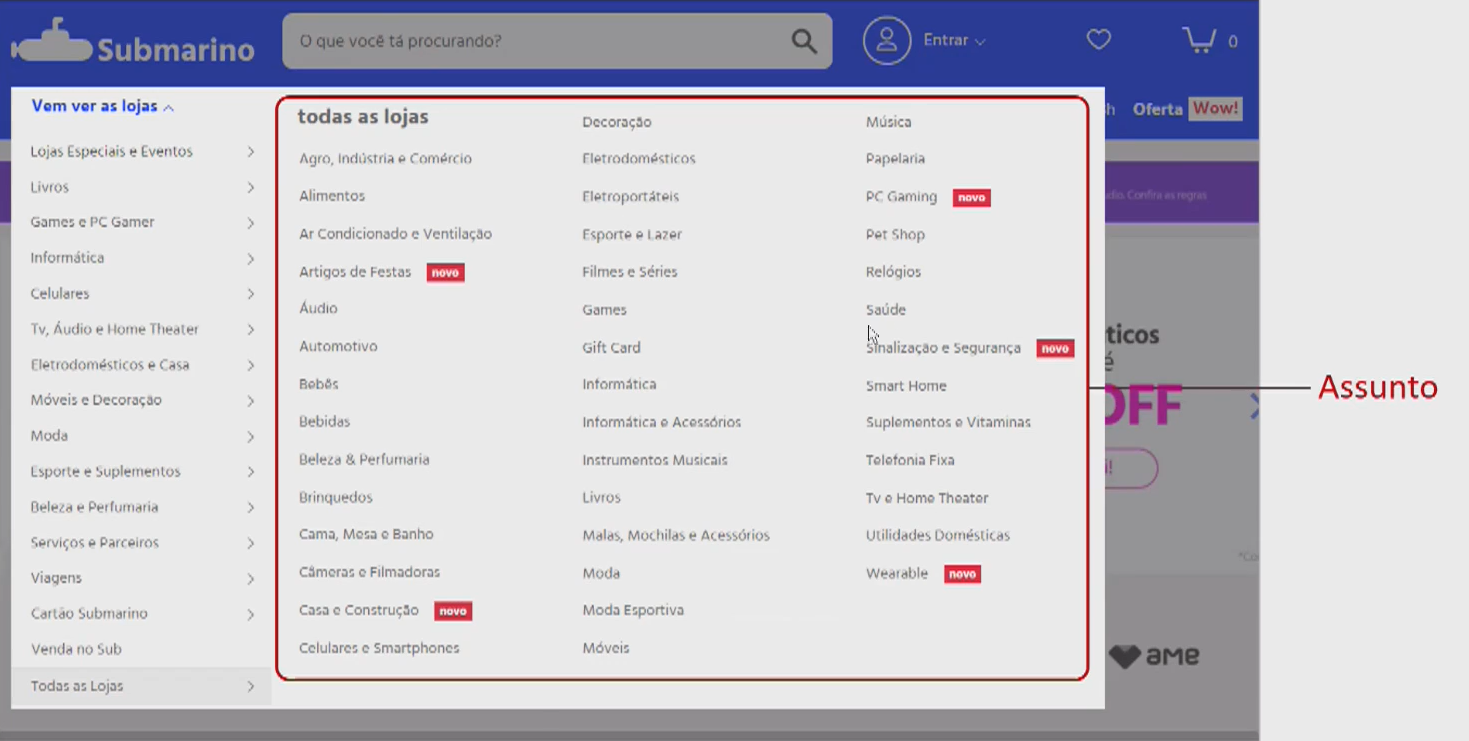 Submarino
O que você tá procurando?
Entrar
0
Vem ver as lojas
Oferta Wow!
Lojas Especiais e Eventos
Livros
Games e PC Gamer
Informática
Celulares
Tv, Áudio e Home Theater
Eletrodomésticos e Casa
Móveis e Decoração
Moda
Esporte e Suplementos
Beleza e Perfumaria
Serviços e Parceiros
Viagens
Cartão Submarino
Venda no Sub
Todas as Lojas
todas as lojas
Agro, Indústria e Comércio
Alimentos
Ar Condicionado e Ventilação
Artigos de Festas novo
Áudio
Automotivo
Bebês
Bebidas
Beleza & Perfumaria
Brinquedos
Cama, Mesa e Banho
Câmeras e Filmadoras
Casa e Construção novo
Celulares e Smartphones
Decoração
Eletrodomésticos
Eletroportáteis
Esporte e Lazer
Filmes e Séries
Games
Gift Card
Informática
Informática e Acessórios
Instrumentos Musicais
Livros
Malas, Mochilas e Acessórios
Moda
Moda Esportiva
Móveis
Música
Papelaria
PC Gaming novo
Pet Shop
Relógios
Saúde
Sinalização e Segurança novo
Smart Home
Suplementos e Vitaminas
Telefonia Fixa
Tv e Home Theater
Utilidades Domésticas
Wearable novo
Confira as regras
ticos
é
OFF
Assunto
ame